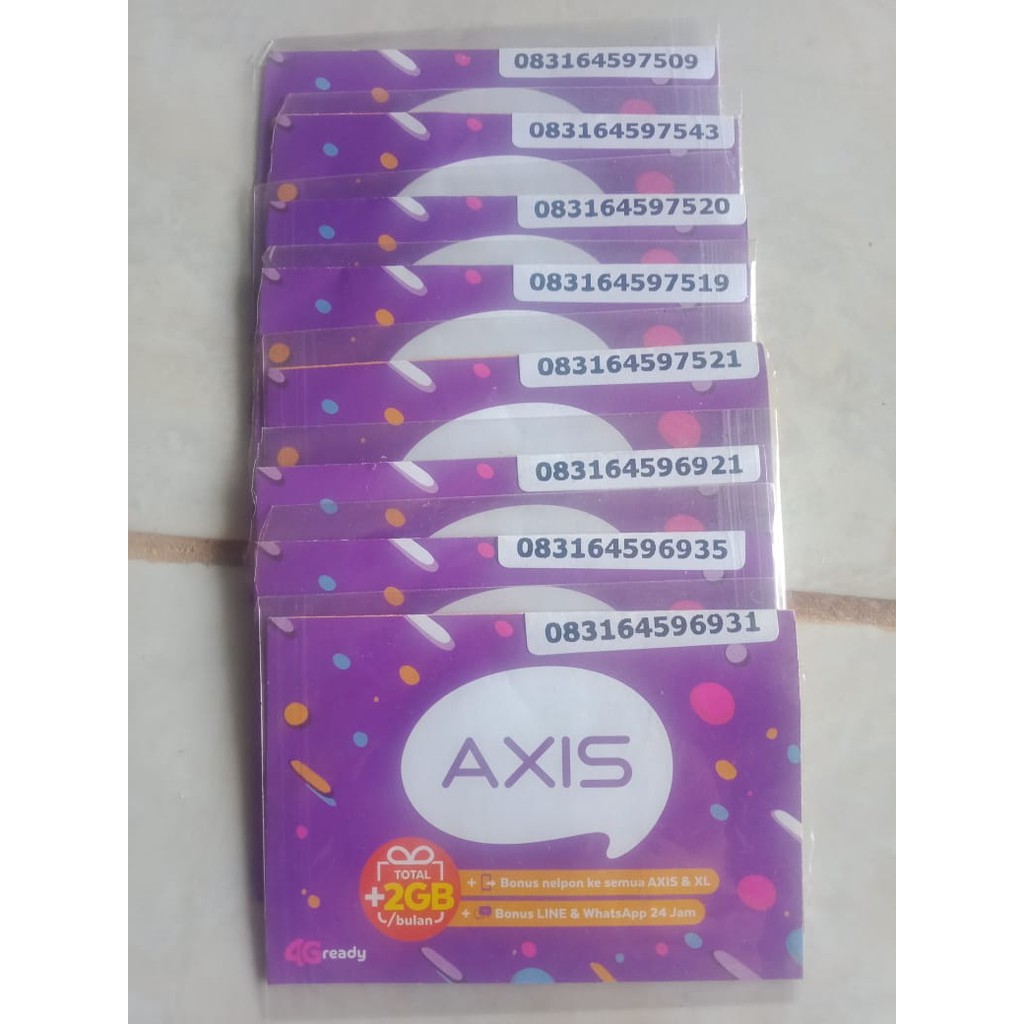 083164597509
083164597543
083164597520
083164597519
083164597521
083164596921
083164596935
083164596931
AXIS
TOTAL
+2GB
/bulan
+ Bonus nelpon ke semua AXIS & XL
+ Bonus LINE & WhatsApp 24 Jam
4G ready